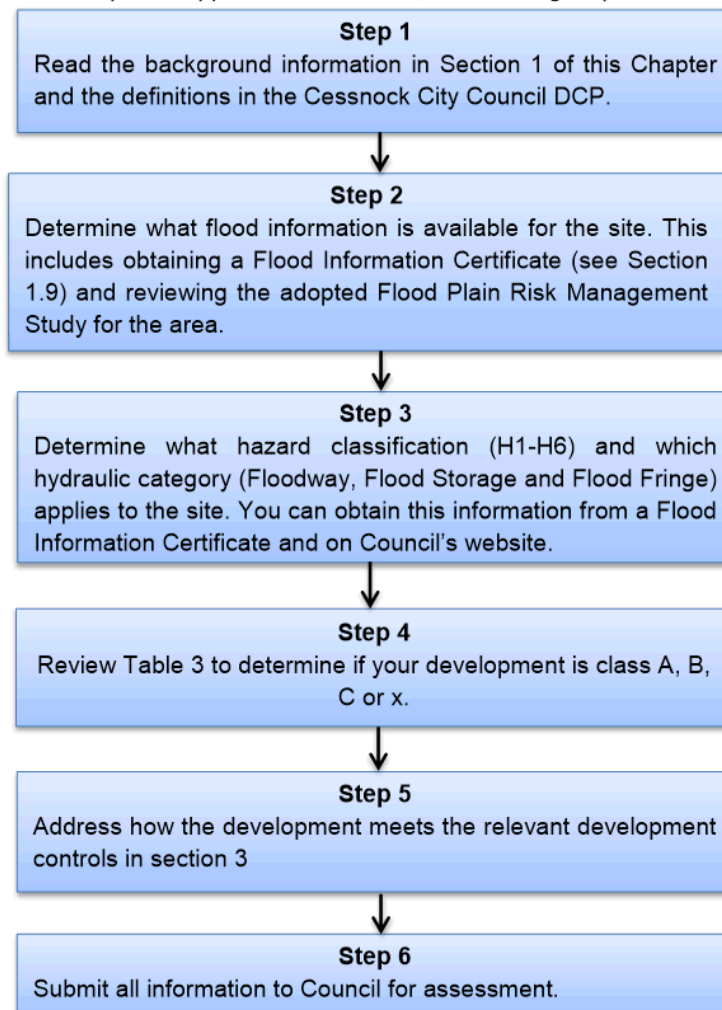 Step 1
Read the background information in Section 1 of this Chapter
and the definitions in the Cessnock City Council DCP.
Step 2
Determine what flood information is available for the site. This
includes obtaining a Flood Information Certificate (see Section
1.9) and reviewing the adopted Flood Plain Risk Management
Study for the area.
Step 3
Determine what hazard classification (H1-H6) and which
hydraulic category (Floodway, Flood Storage and Flood Fringe)
applies to the site. You can obtain this information from a Flood
Information Certificate and on Council's website.
Step 4
Review Table 3 to determine if your development is class A, B,
C or x.
Step 5
Address how the development meets the relevant development
controls in section 3
Step 6
Submit all information to Council for assessment.